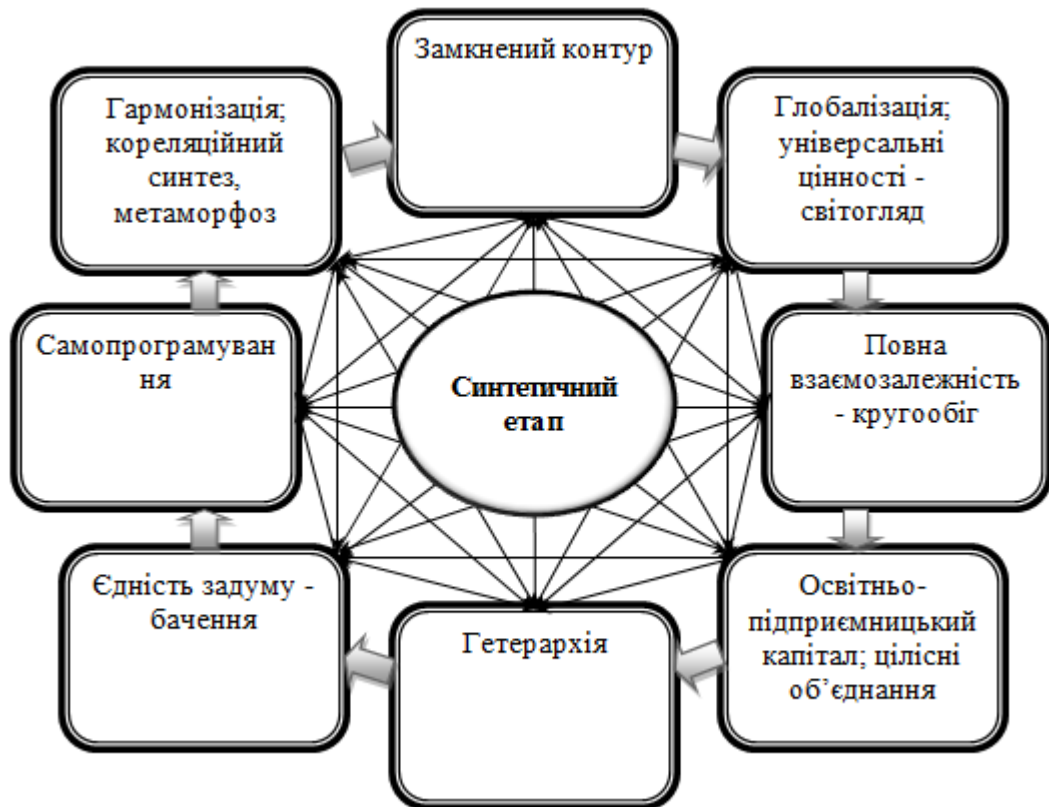 Замкнений контур
Гармонізація;
кореляційний
синтез,
метаморфоз
Глобалізація;
універсальні
цінності -
світогляд
Самопрограмуван
ня
Синтетичний
етап
Повна
взаємозалежність
- кругообіг
Єдність задуму -
бачення
Гетерархія
Освітньо-
підприємницький
капітал; цілісні
об’єднання